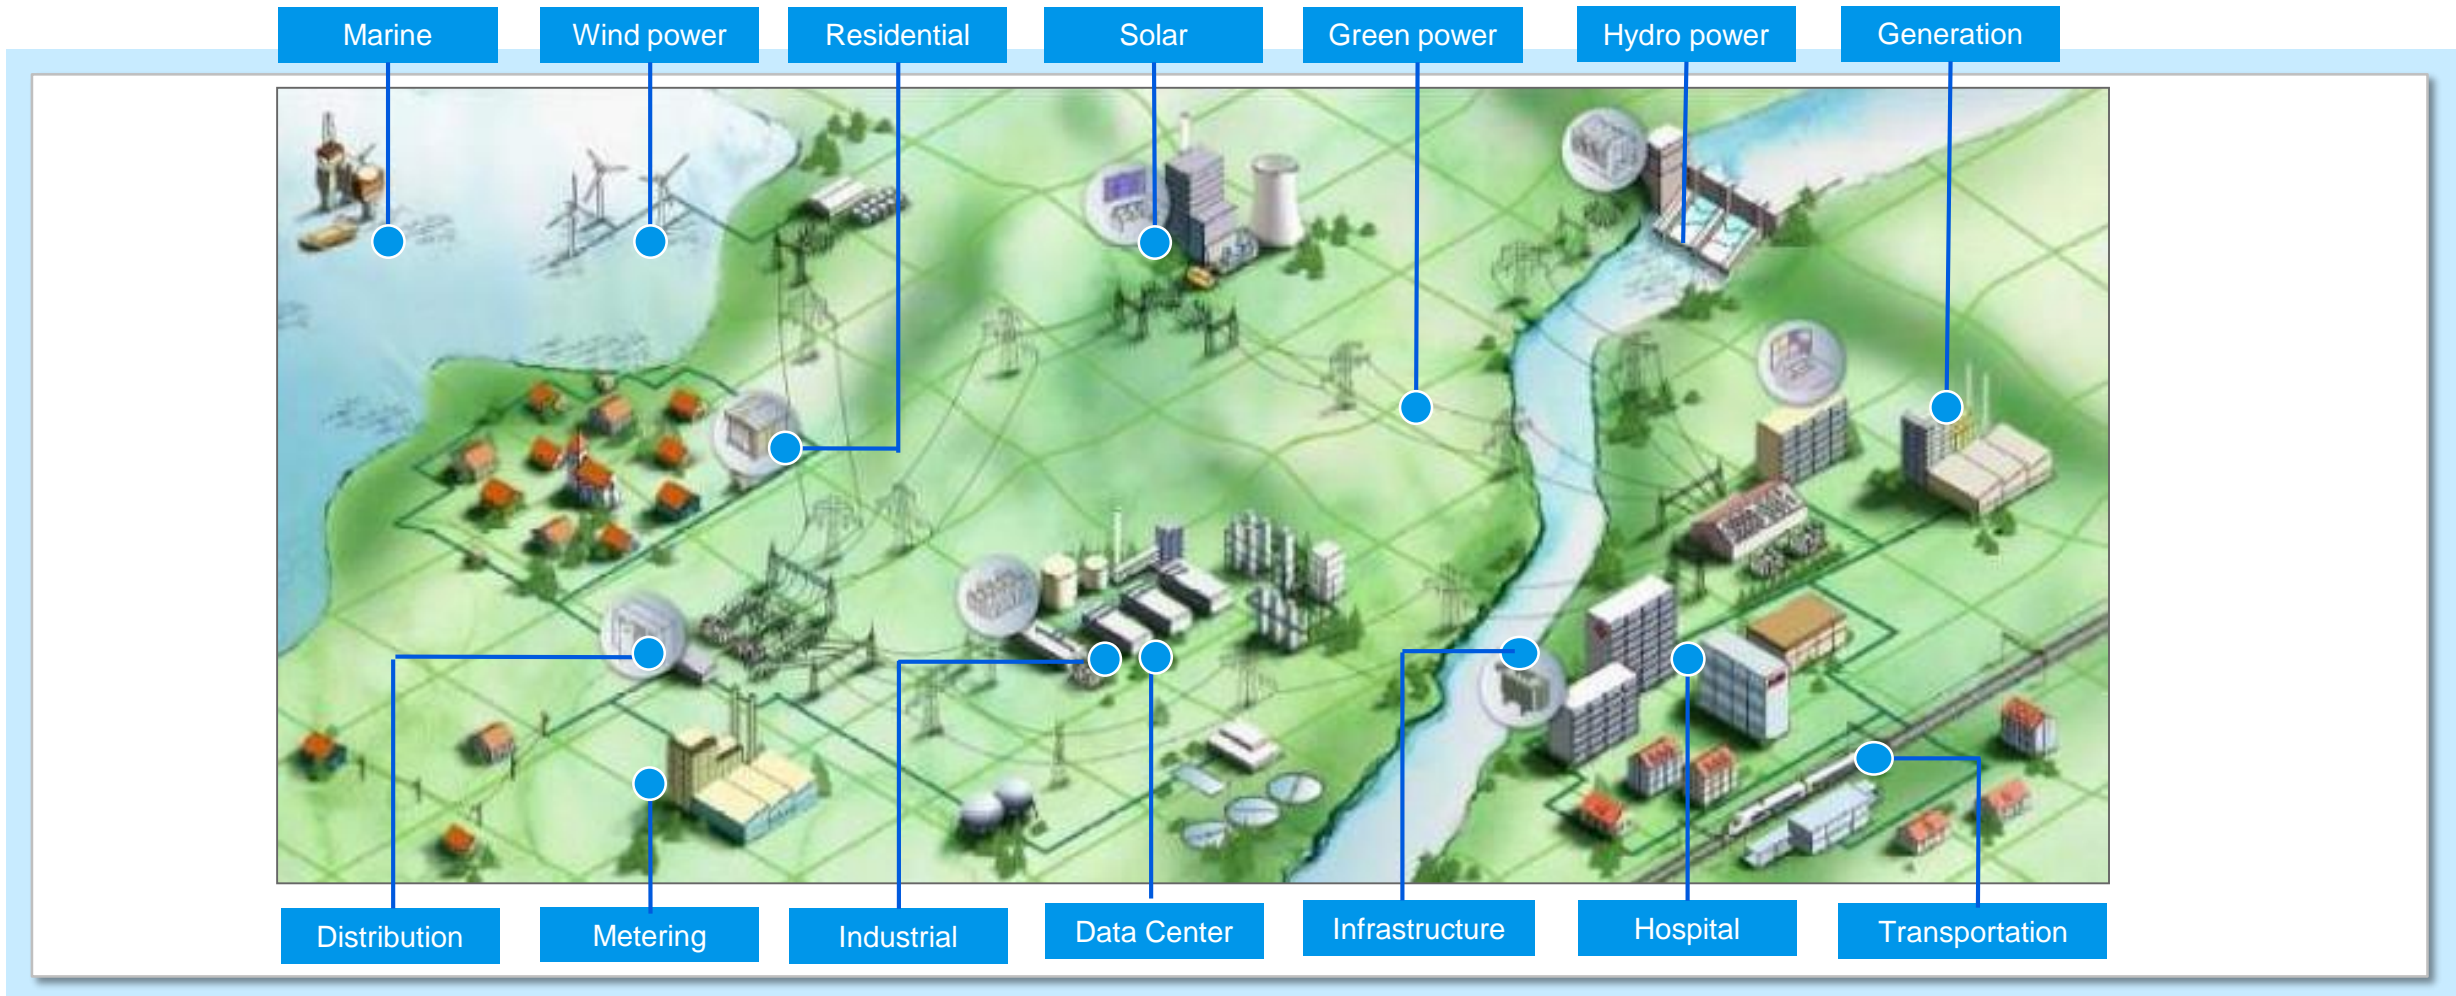 Marine
Wind power
Residential
Solar
Green power
Hydro power
Generation
Distribution
Metering
Industrial
Data Center
Infrastructure
Hospital
Transportation